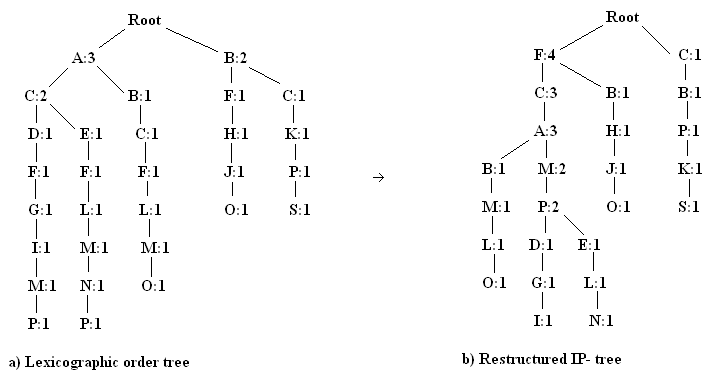 Root Root
A:3 B:2 F:4 C:1
C:2 B:1 F:1 C:1 C:3 B:1 B:1
D:1 E:1 C:1 H:1 K:1 A:3 H:1 P:1
F:1 F:1 F:1 J:1 P:1 B:1 M:2 J:1 K:1
G:1 L:1 L:1 O:1 S:1 M:1 P:2 O:1 S:1
I:1 M:1 M:1 L:1 D:1 E:1
M:1 N:1 O:1 O:1 G:1 L:1
P:1 P:1 I:1 N:1
a) Lexicographic order tree b) Restructured IP- tree